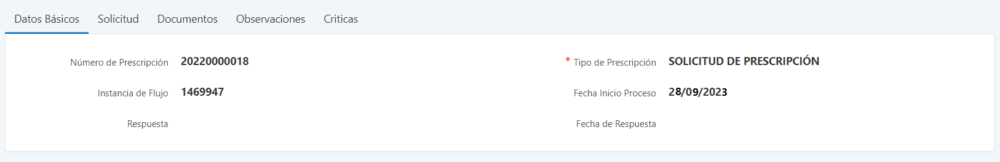 Datos Básicos Solicitud Documentos Observaciones Criticas
Número de Prescripción 20220000018 * Tipo de Prescripción SOLICITUD DE PRESCRIPCIÓN
Instancia de Flujo 1469947 Fecha Inicio Proceso 28/09/2023
Respuesta Fecha de Respuesta